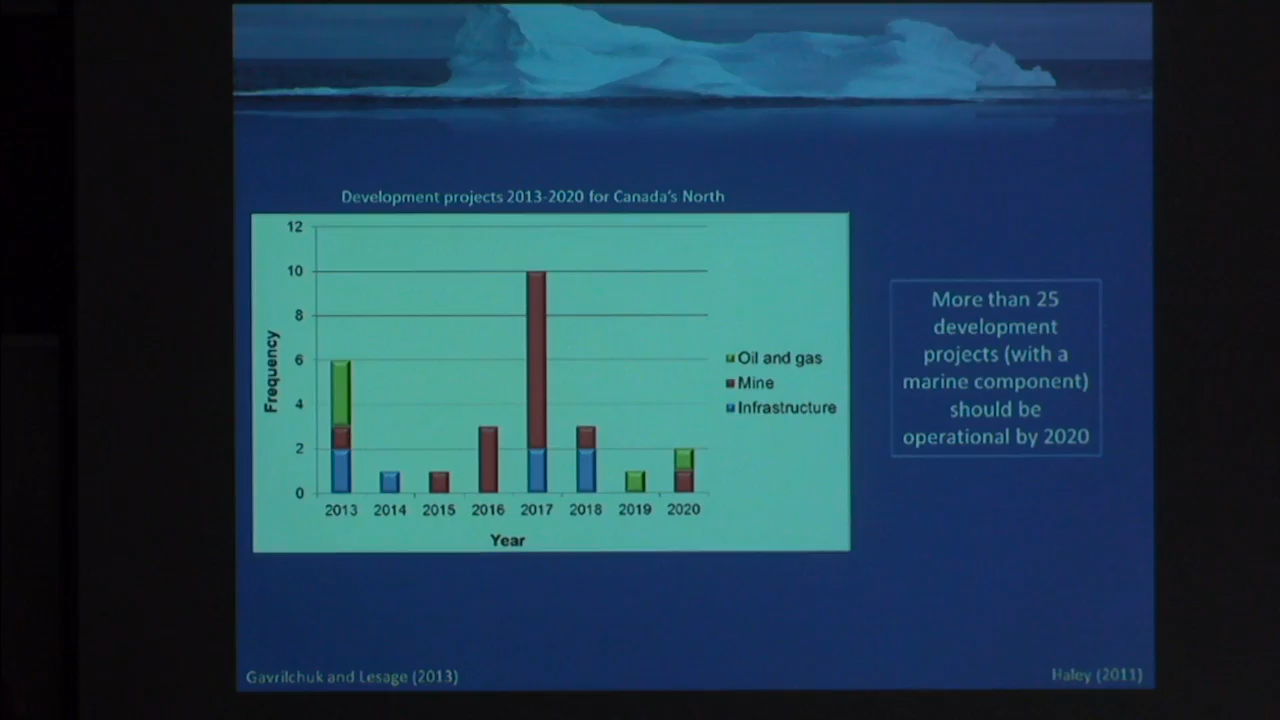 Development projects 2013-2020 for Canada's North
12
10
8
6
4
2
0
Frequency
2013 2014 2015 2016 2017 2018 2019 2020
Year
Oil and gas
Mine
Infrastructure
More than 25
development
projects (with a
marine component)
should be
operational by 2020
Gavrilchuk and Lesage (2013)
Haley (2011)